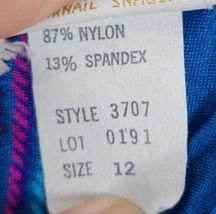 87% NYLON
13% SPANDEX
STYLE 3707
LOT 0191
SIZE 12